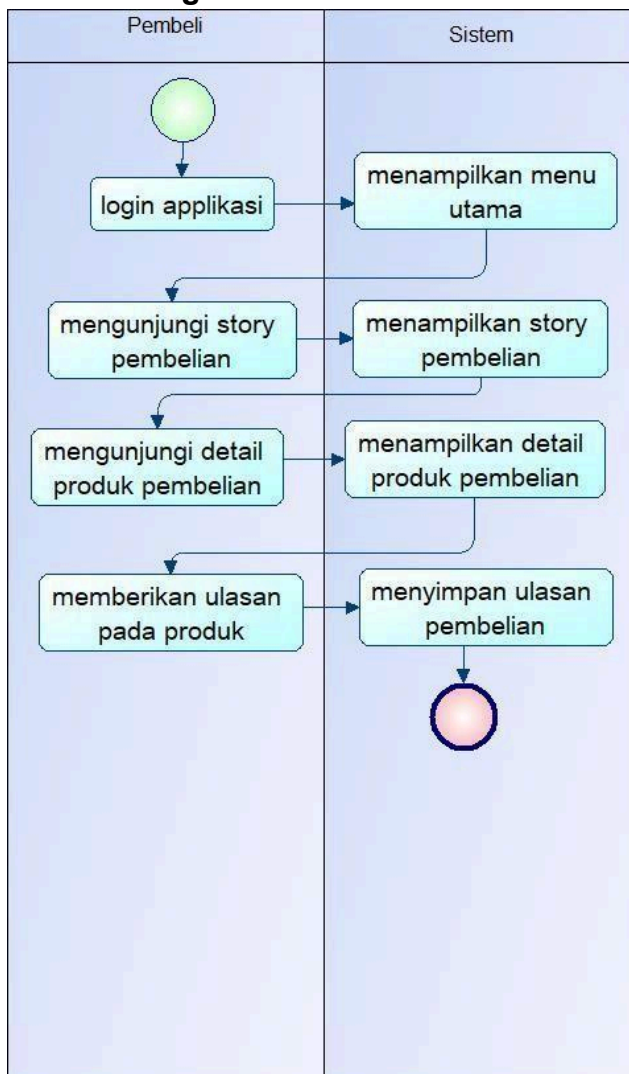 Pembeli
Sistem
login applikasi
menampilkan menu
utama
mengunjungi story
pembelian
menampilkan story
pembelian
mengunjungi detail
produk pembelian
menampilkan detail
produk pembelian
memberikan ulasan
pada produk
menyimpan ulasan
pembelian